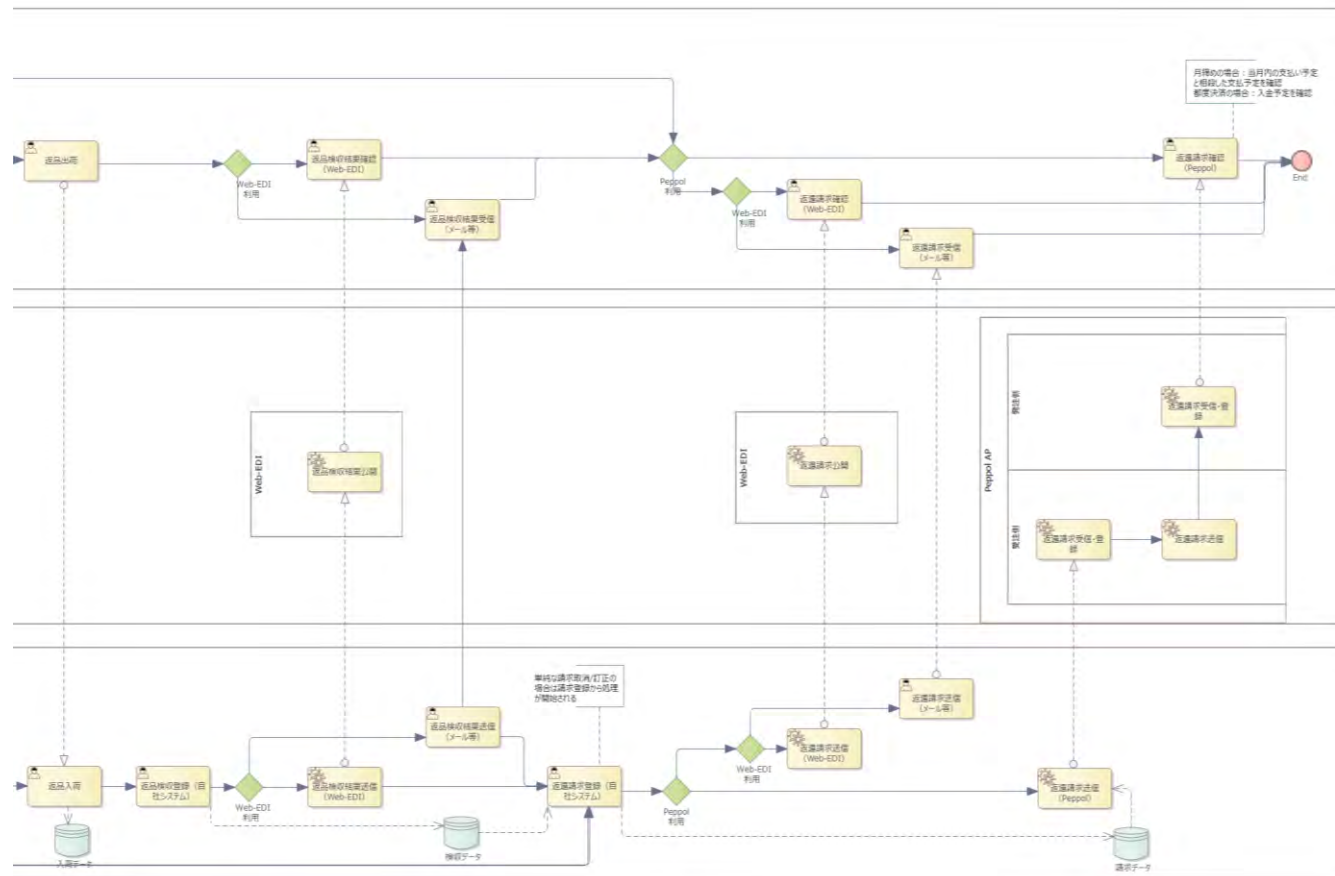 月締めの場合：当月内の支払い予定
と相殺した支払予定を確認
都度決済の場合：入金予定を確認
返品出荷
Web-EDI
利用
返品検収結果確認
(Web-EDI)
返品検収結果受信
(メール等)
Peppol
利用
Web-EDI
利用
返還請求確認
(Web-EDI)
返還請求受信
(メール等)
返還請求確認
(Peppol)
End
Web-EDI
返品検収結果公開
Web-EDI
返還請求公開
Peppol AP
発注側
返還請求受信・登
録
受注側
返還請求受信・登
録
返還請求送信
単純な請求取消/訂正の
場合は請求登録から処理
が開始される
返品入荷
返品検収登録（自
社システム）
Web-EDI
利用
返品検収結果送信
(メール等)
返品検収結果送信
(Web-EDI)
返還請求登録（自
社システム）
Peppol
利用
Web-EDI
利用
返還請求送信
(メール等)
返還請求送信
(Web-EDI)
返還請求送信
(Peppol)
入荷データ
検収データ
請求データ